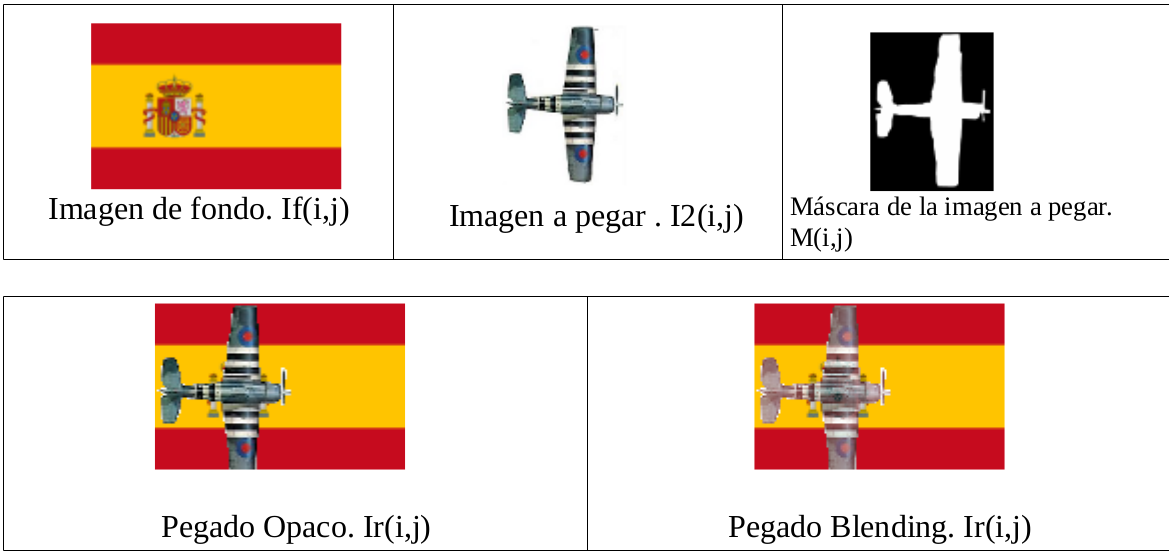 Imagen de fondo. If(i,j)
Imagen a pegar . I2(i,j)
Máscara de la imagen a pegar.
M(i,j)
Pegado Opaco. Ir(i,j)
Pegado Blending. Ir(i,j)